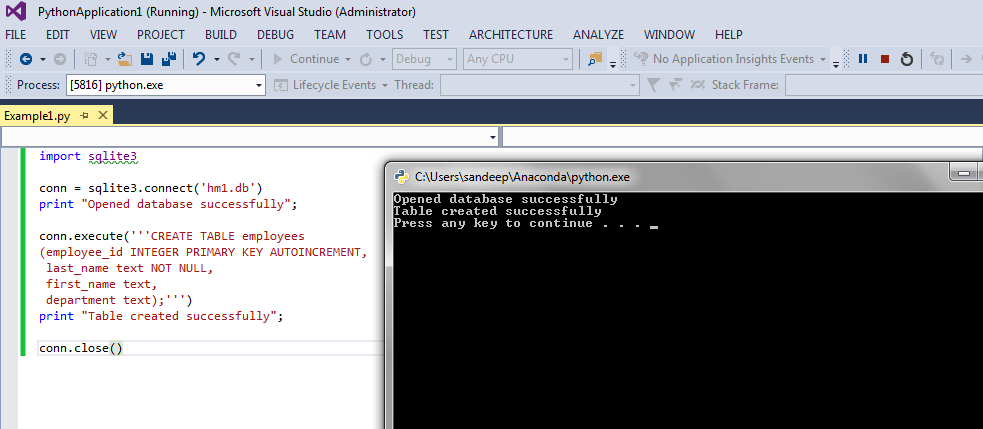 PythonApplication1 (Running) - Microsoft Visual Studio (Administrator)
FILE EDIT VIEW PROJECT BUILD DEBUG TEAM TOOLS TEST ARCHITECTURE ANALYZE WINDOW HELP
Continue Debug Any CPU No Application Insights Events
Process: [5816] python.exe Lifecycle Events Thread: Stack Frame:
Example1.py
import sqlite3
conn = sqlite3.connect('hm1.db')
print "Opened database successfully";
conn.execute('''CREATE TABLE employees
(employee_id INTEGER PRIMARY KEY AUTOINCREMENT,
last_name text NOT NULL,
first_name text,
department text);''')
print "Table created successfully";
conn.close()
C:\Users\sandeep\Anaconda\python.exe
Opened database successfully
Table created successfully
Press any key to continue . . . _